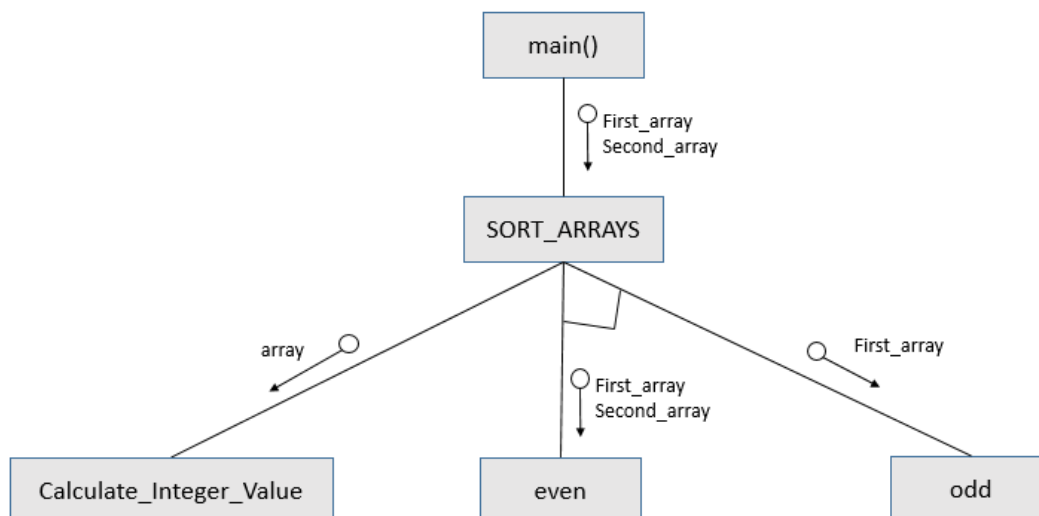 main()
First_array
Second_array
SORT_ARRAYS
array
First_array
Second_array
First_array
Calculate_Integer_Value
even
odd